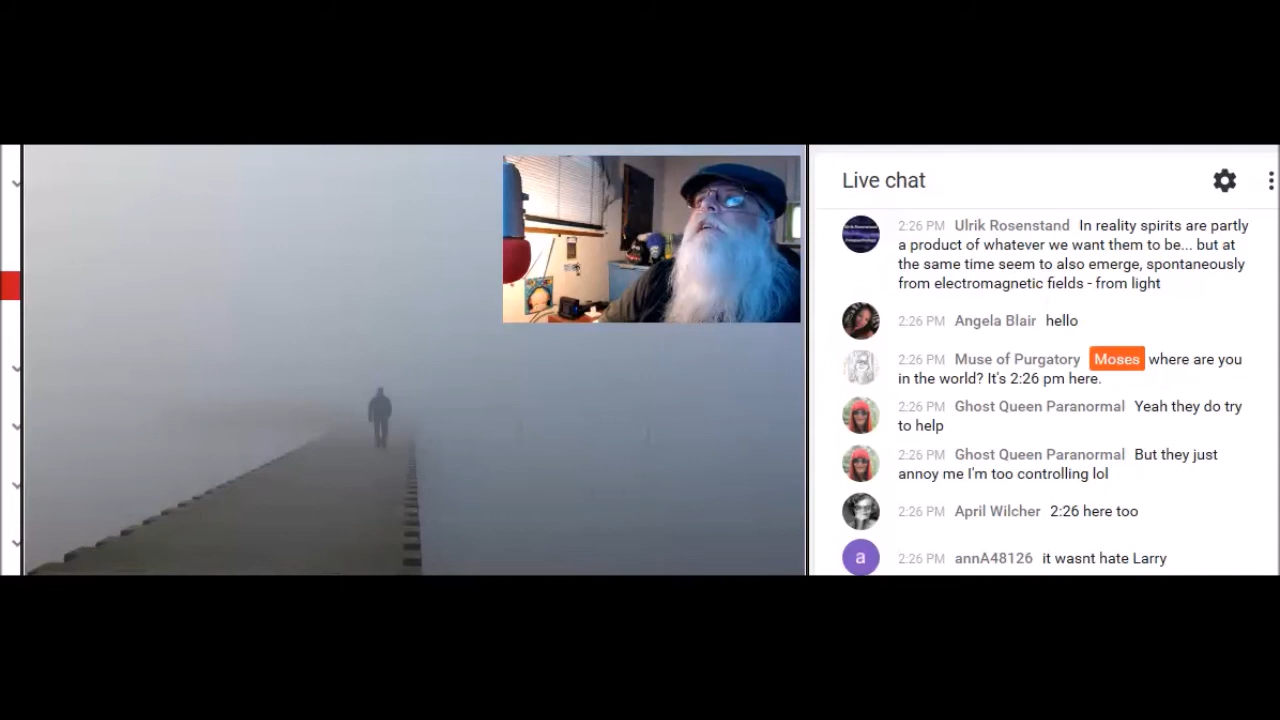 Live chat
2:26 PM Ulrik Rosenstand In reality spirits are partly
a product of whatever we want them to be... but at
the same time seem to also emerge, spontaneously
from electromagnetic fields - from light
2:26 PM Angela Blair hello
2:26 PM Muse of Purgatory Moses where are you
in the world? It's 2:26 pm here.
2:26 PM Ghost Queen Paranormal Yeah they do try
to help
2:26 PM Ghost Queen Paranormal But they just
annoy me I'm too controlling lol
2:26 PM April Wilcher 2:26 here too
a
2:26 PM annA48126 it wasnt hate Larry